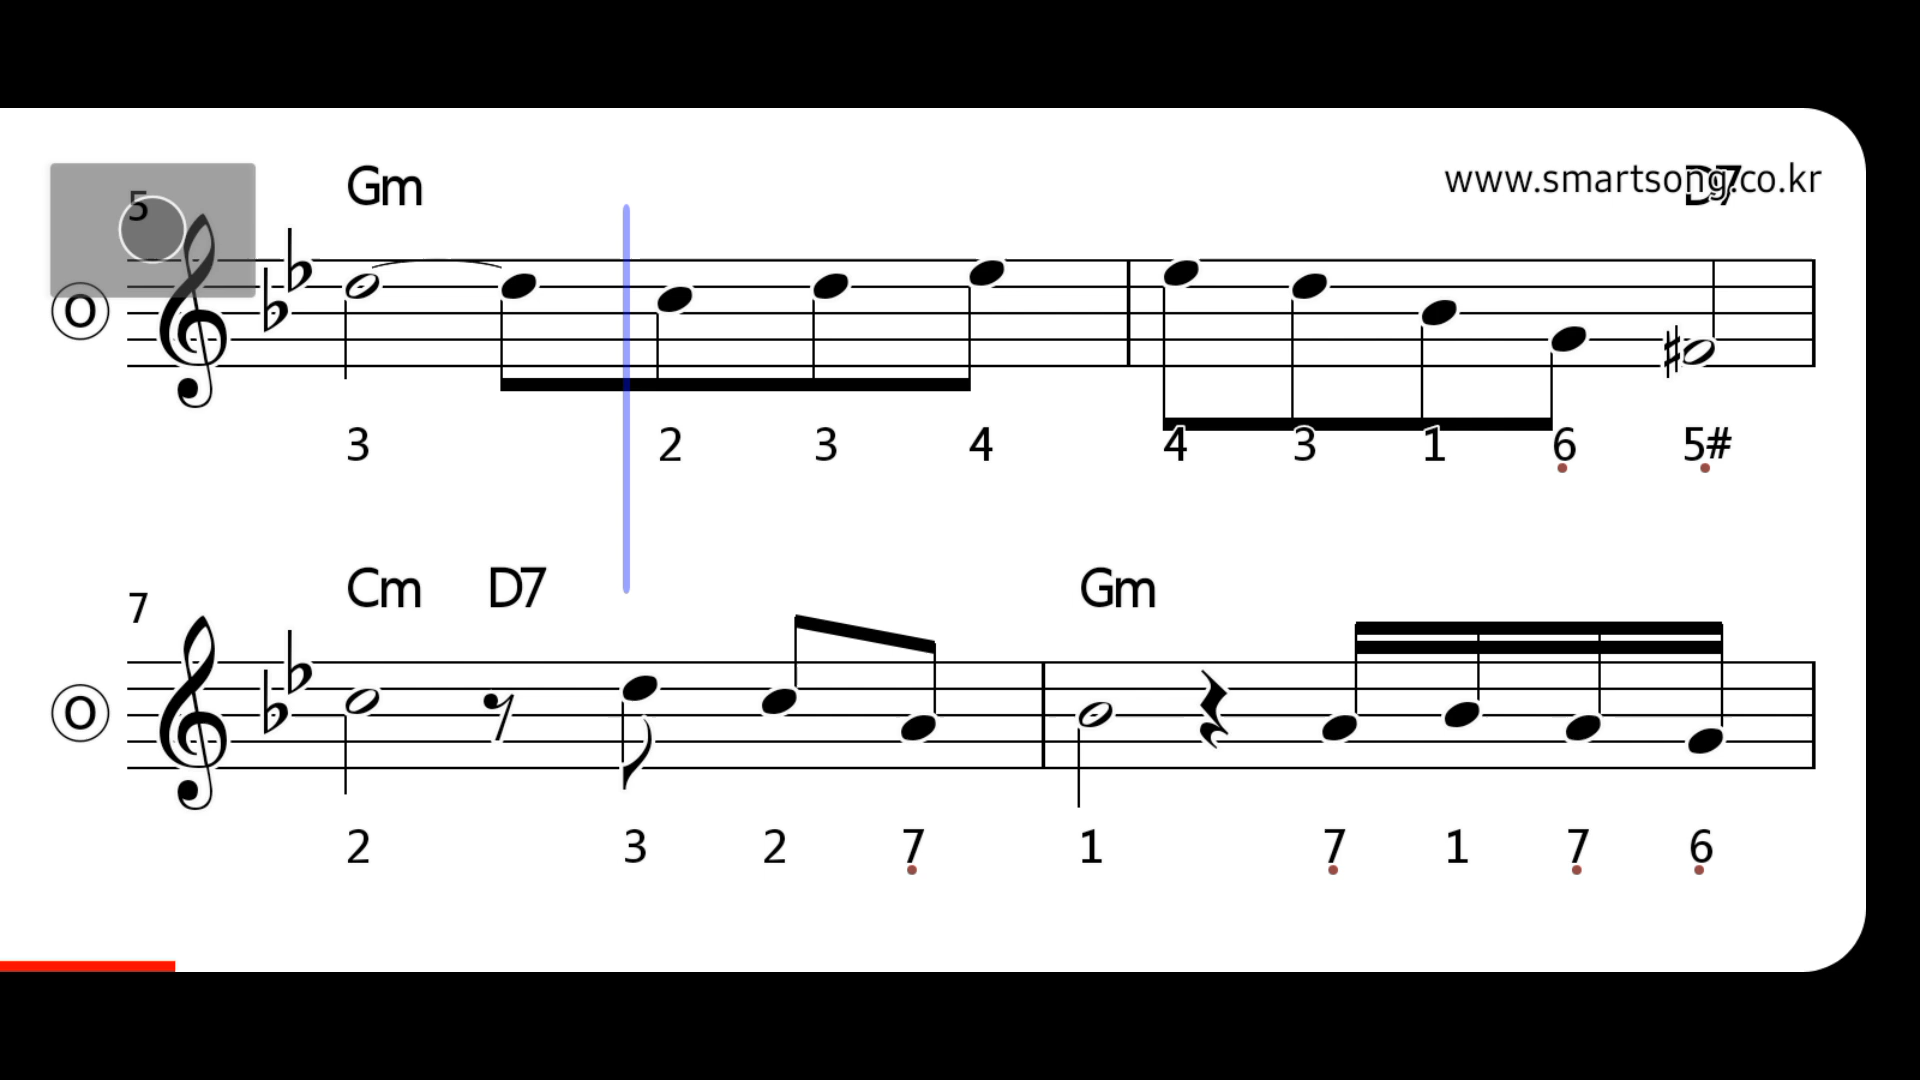 www.smartsong.co.kr
5 Gm D7
O
3 2 3 4 4 3 1 6 5#
7 Cm D7 Gm
O
2 3 2 7 1 7 1 7 6